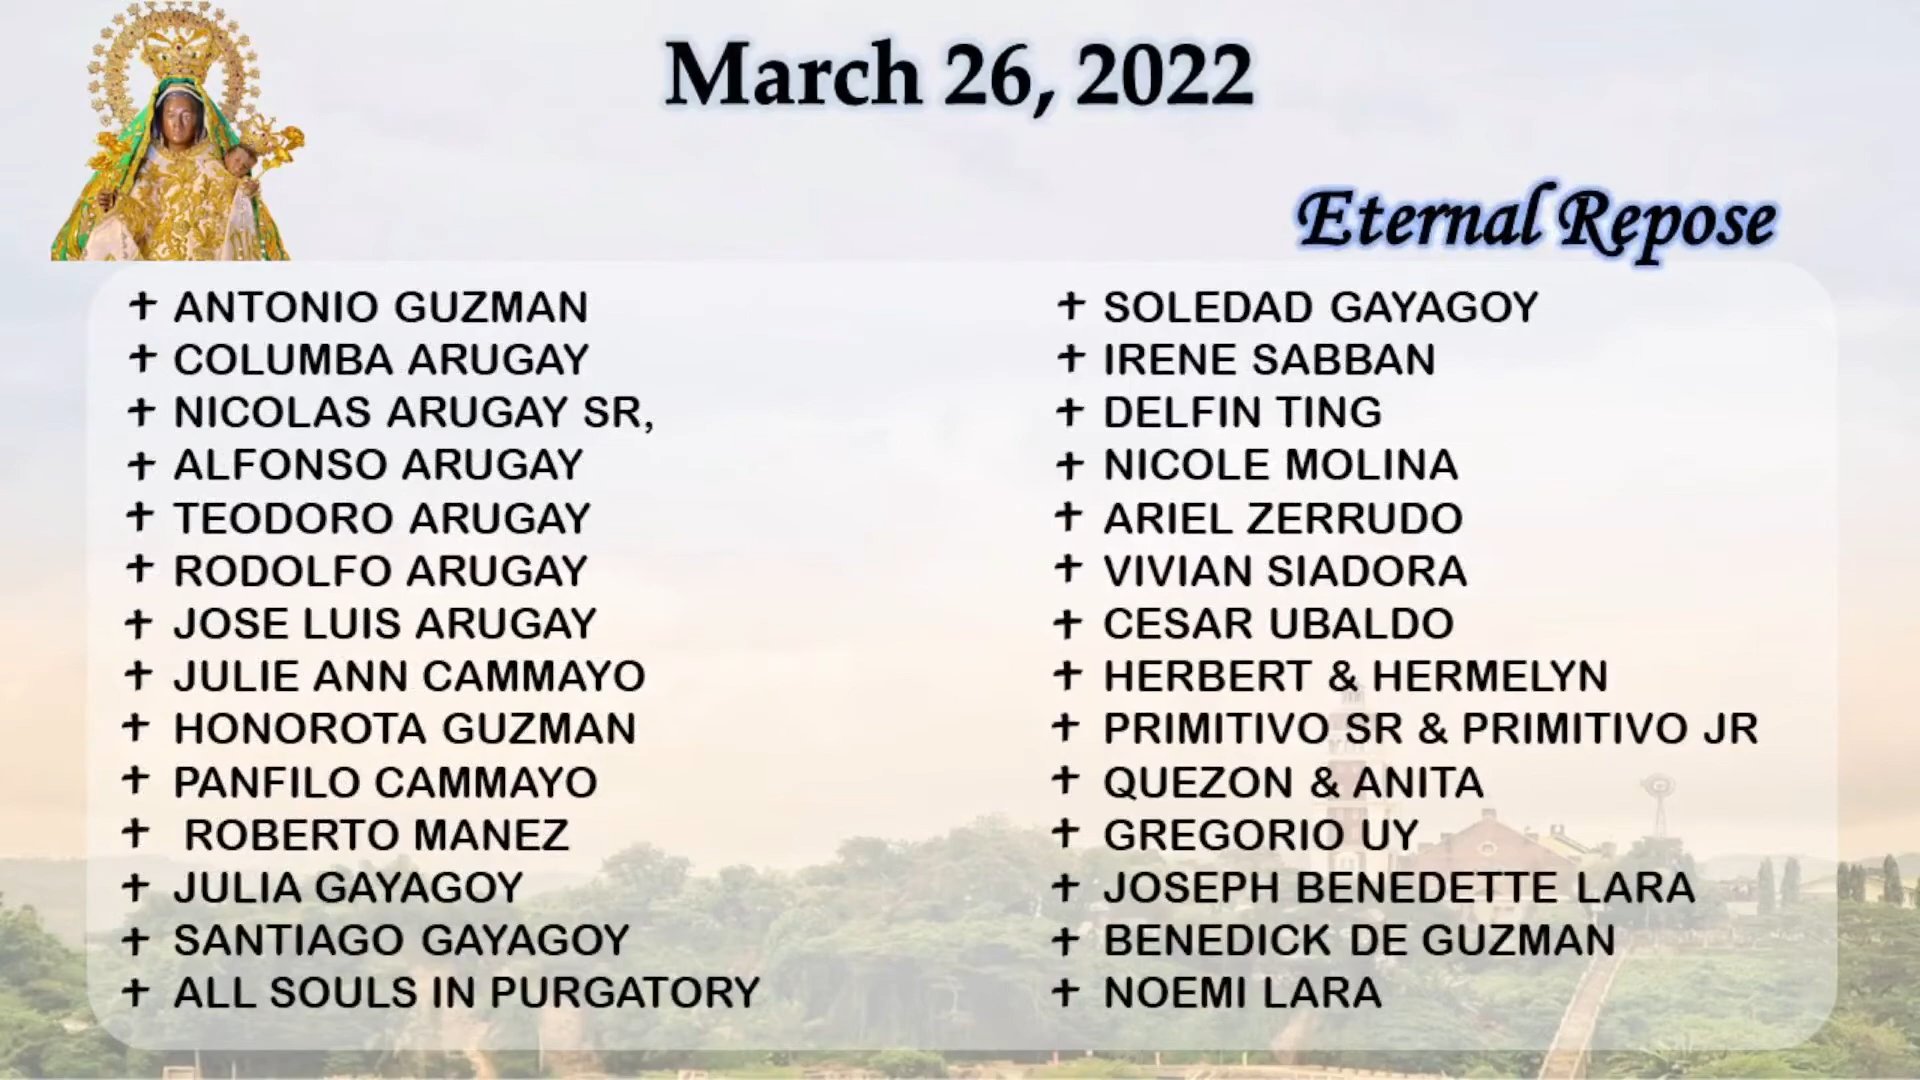 March 26, 2022
Eternal Repose
✝ ANTONIO GUZMAN
✝ COLUMBA ARUGAY
✝ NICOLAS ARUGAY SR,
✝ ALFONSO ARUGAY
✝ TEODORO ARUGAY
✝ RODOLFO ARUGAY
✝ JOSE LUIS ARUGAY
✝ JULIE ANN CAMMAYO
✝ HONOROTA GUZMAN
✝ PANFILO CAMMAYO
✝ ROBERTO MANEZ
✝ JULIA GAYAGOY
✝ SANTIAGO GAYAGOY
✝ ALL SOULS IN PURGATORY
✝ SOLEDAD GAYAGOY
✝ IRENE SABBAN
✝ DELFIN TING
✝ NICOLE MOLINA
✝ ARIEL ZERRUDO
✝ VIVIAN SIADORA
✝ CESAR UBALDO
✝ HERBERT & HERMELYN
✝ PRIMITIVO SR & PRIMITIVO JR
✝ QUEZON & ANITA
✝ GREGORIO UY
✝ JOSEPH BENEDETTE LARA
✝ BENEDICK DE GUZMAN
✝ NOEMI LARA